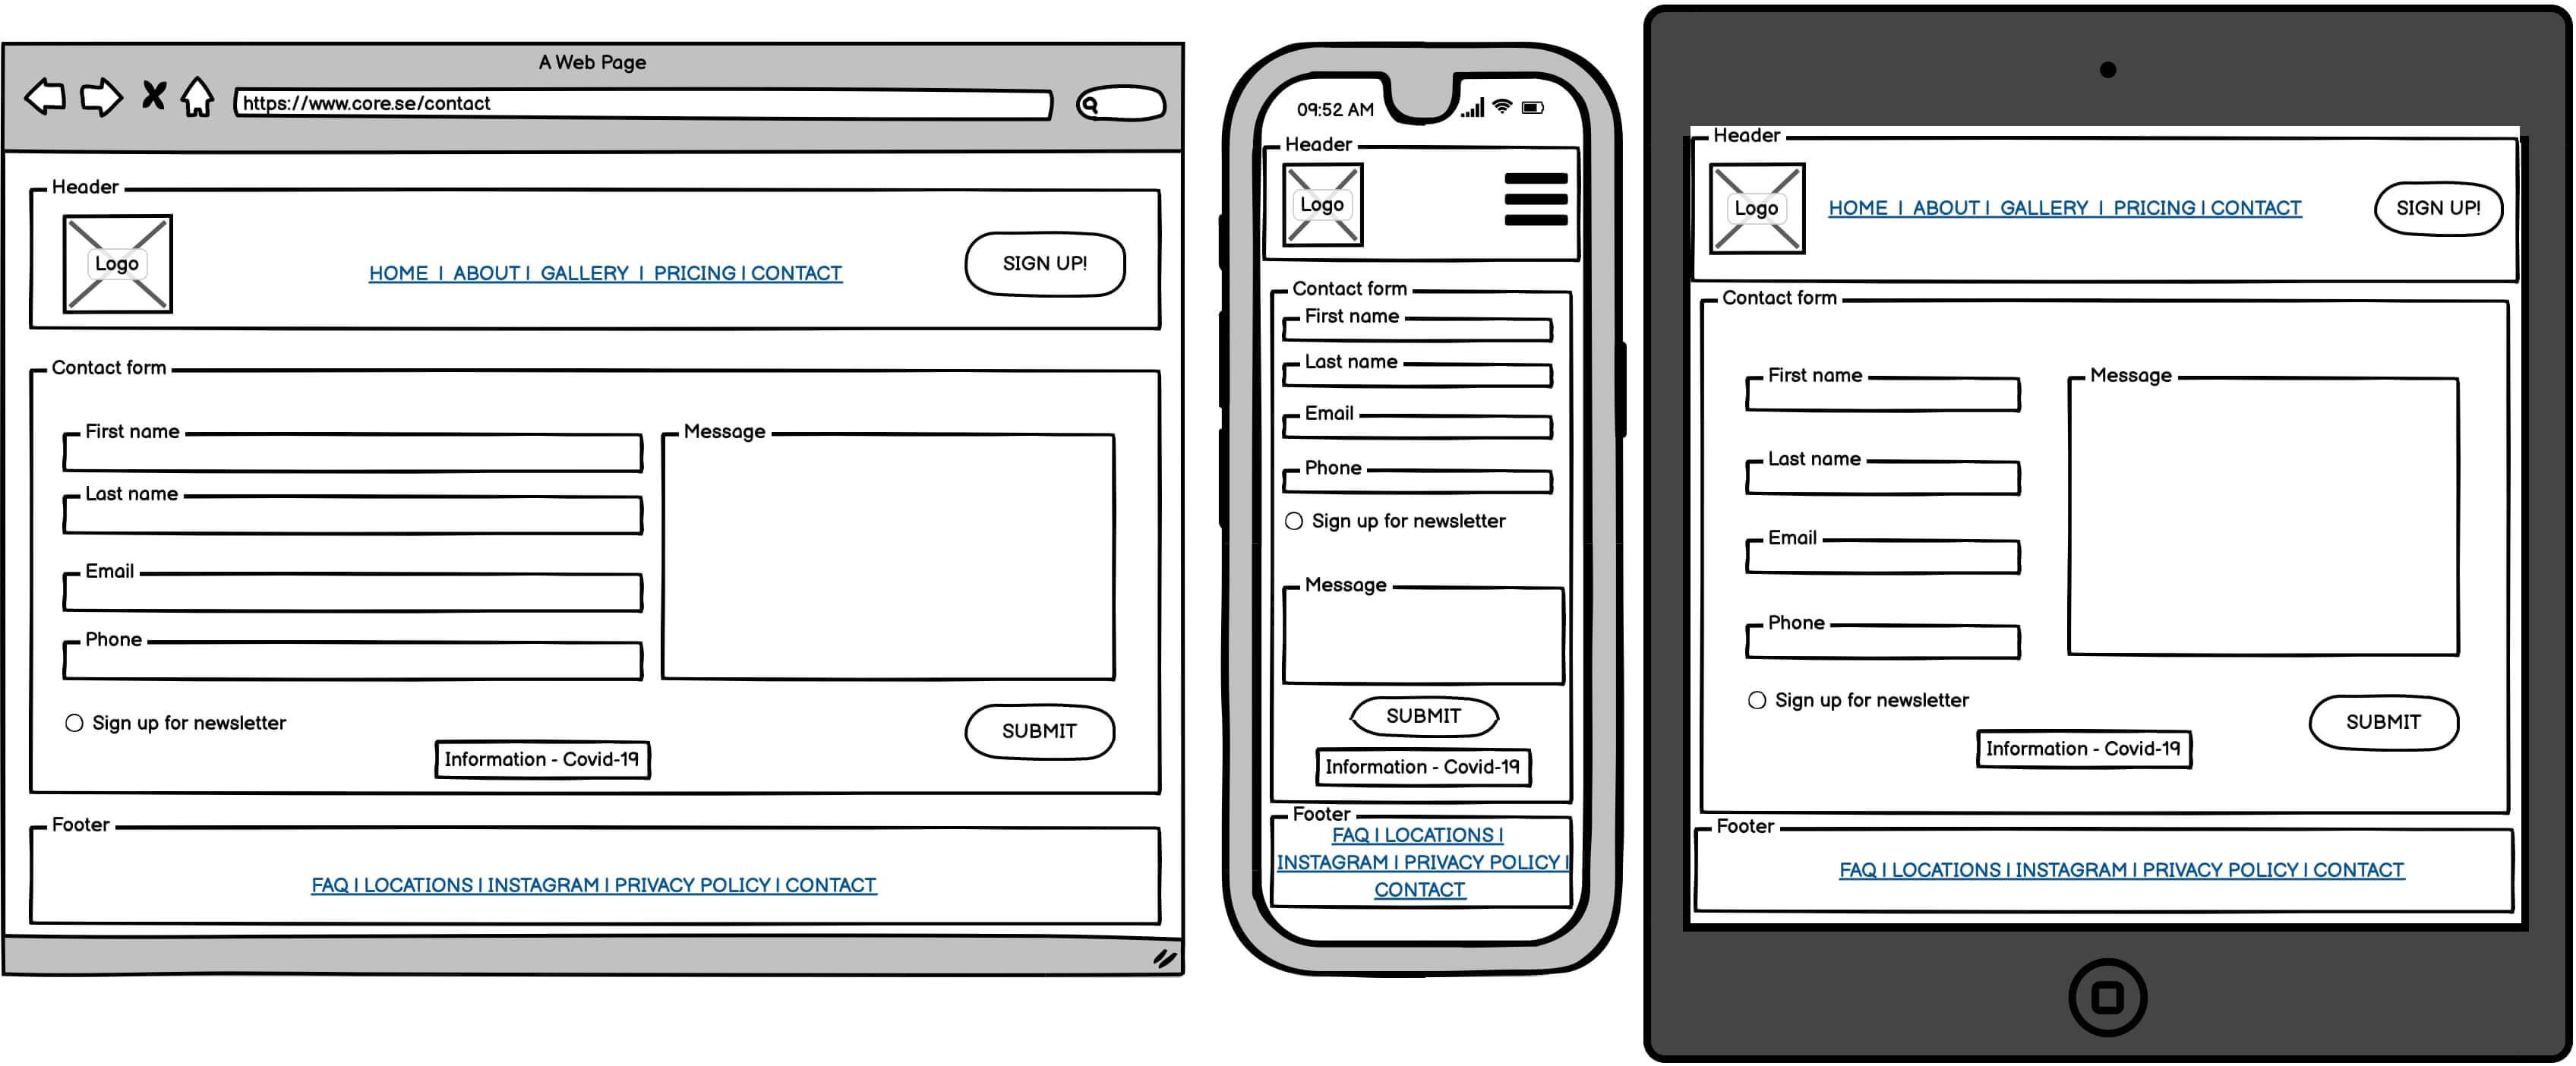 A Web Page
https://www.core.se/contact
Header
Logo
HOME | ABOUT | GALLERY | PRICING | CONTACT
SIGN UP!
Contact form
First name
Last name
Email
Phone
Message
Sign up for newsletter
SUBMIT
Information - Covid-19
Footer
FAQ | LOCATIONS | INSTAGRAM | PRIVACY POLICY | CONTACT
09:52 AM
Header
Logo
Contact form
First name
Last name
Email
Phone
Sign up for newsletter
Message
SUBMIT
Information - Covid-19
Footer
FAQ | LOCATIONS |
INSTAGRAM | PRIVACY POLICY |
CONTACT
Header
Logo
HOME | ABOUT | GALLERY | PRICING | CONTACT
SIGN UP!
Contact form
First name
Last name
Email
Phone
Message
Sign up for newsletter
SUBMIT
Information - Covid-19
Footer
FAQ | LOCATIONS | INSTAGRAM | PRIVACY POLICY | CONTACT